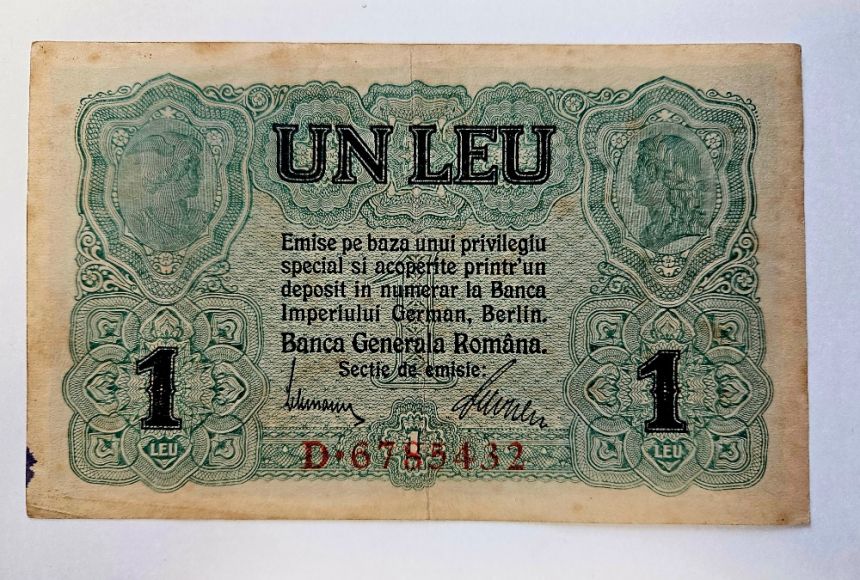 UN LEU
Emise pe baza unui privilegiu
special si acoperite printr'un
deposit in numerar la Banca
Imperiului German, Berlin.
Banca Generala Româna.
Sectie de emisie:
1
1
LEU
1
LEU
D•6785432